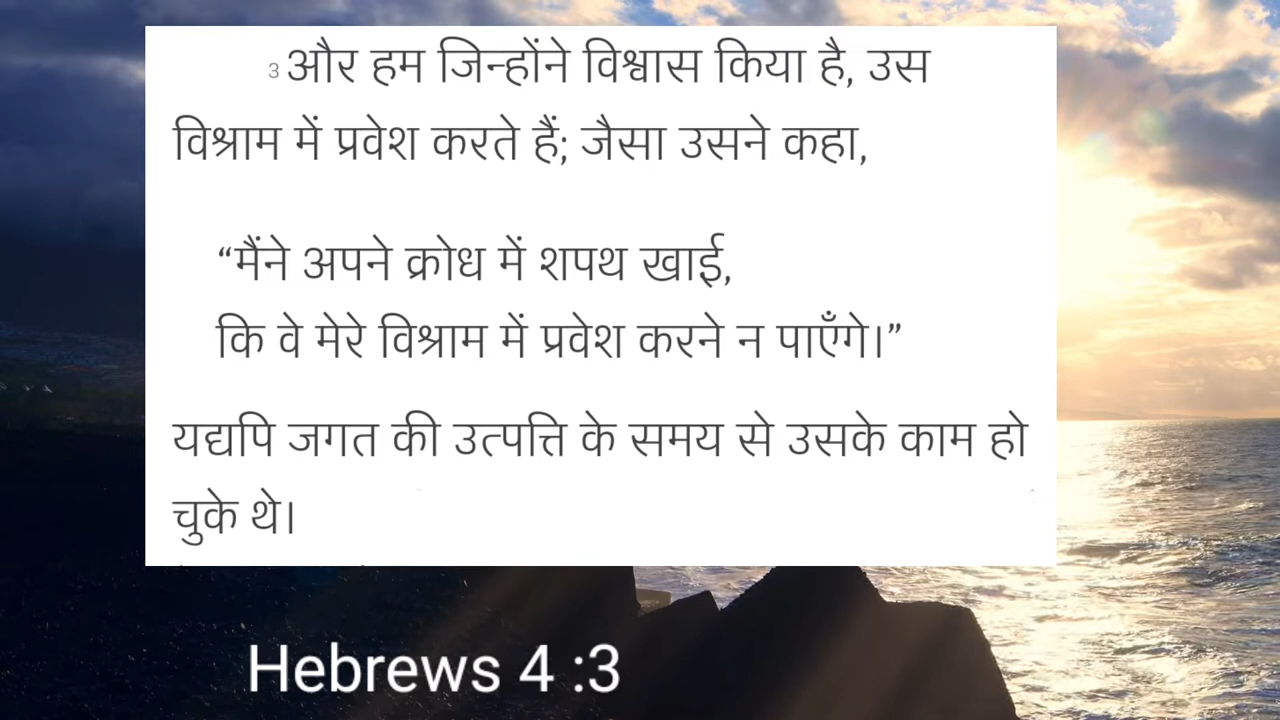 3 और हम जिन्होंने विश्वास किया है, उस
विश्राम में प्रवेश करते हैं; जैसा उसने कहा,
“मैंने अपने क्रोध में शपथ खाई,
कि वे मेरे विश्राम में प्रवेश करने न पाएँगे।”
यद्यपि जगत की उत्पत्ति के समय से उसके काम हो
चुके थे।
Hebrews 4 :3